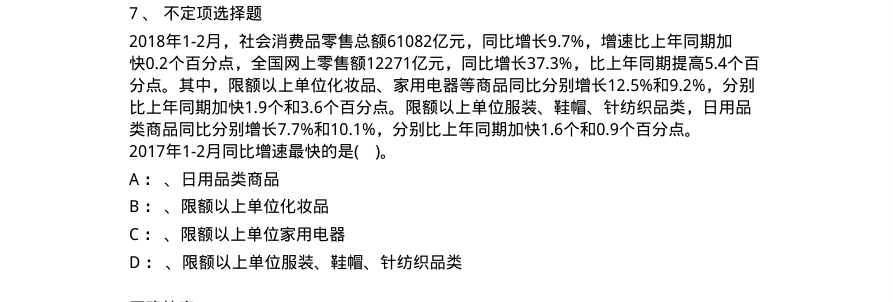 7 、 不定项选择题
2018年1-2月，社会消费品零售总额61082亿元，同比增长9.7%，增速比上年同期加
快0.2个百分点，全国网上零售额12271亿元，同比增长37.3%，比上年同期提高5.4个百
分点。其中，限额以上单位化妆品、家用电器等商品同比分别增长12.5%和9.2%，分别
比上年同期加快1.9个和3.6个百分点。限额以上单位服装、鞋帽、针纺织品类，日用品
类商品同比分别增长7.7%和10.1%，分别比上年同期加快1.6个和0.9个百分点。
2017年1-2月同比增速最快的是( )。
A： 、日用品类商品
B： 、限额以上单位化妆品
C： 、限额以上单位家用电器
D： 、限额以上单位服装、鞋帽、针纺织品类